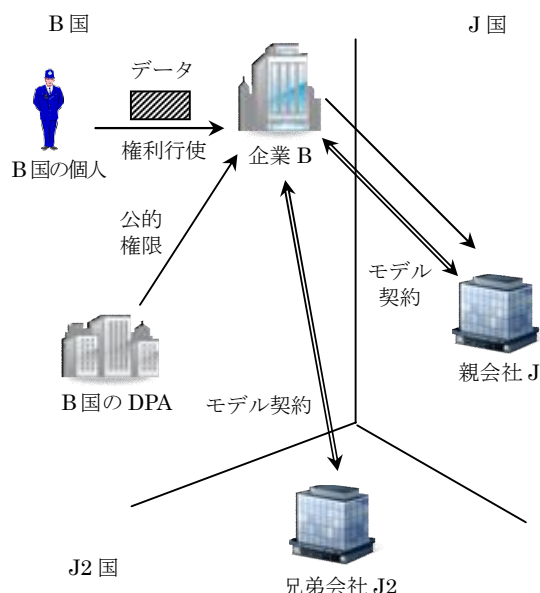 B 国
J 国
データ
権利行使
B 国の個人
企業 B
公的
権限
モデル
契約
親会社 J
B 国の DPA
モデル契約
J2 国
兄弟会社 J2